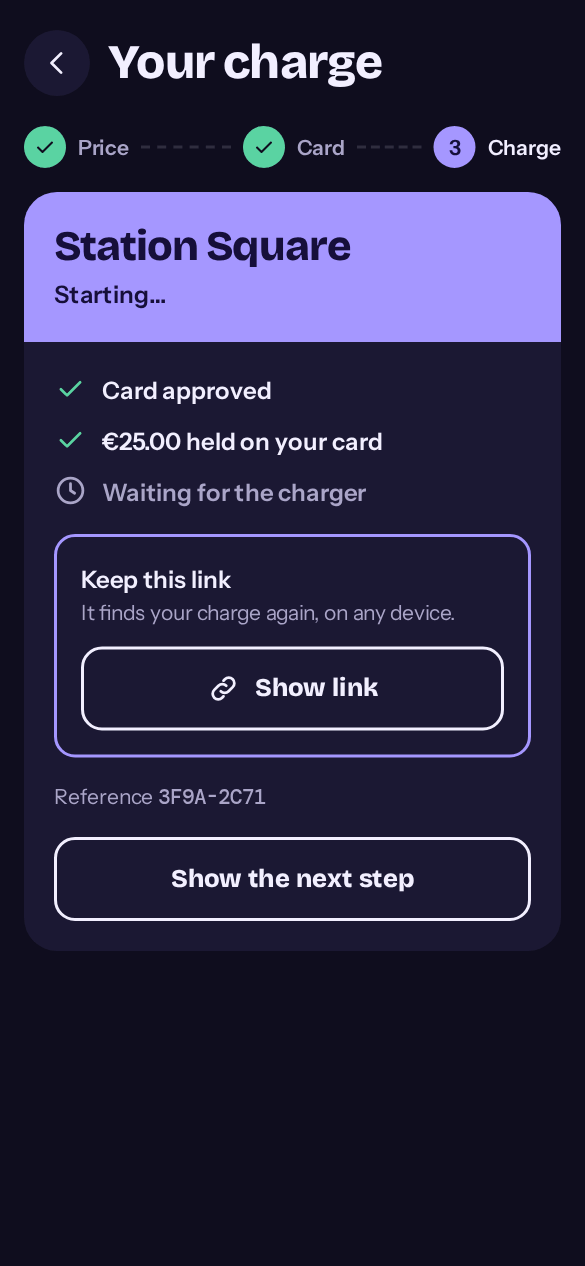 Your charge
Price
Card
3 Charge
Station Square
Starting...
Card approved
€25.00 held on your card
Waiting for the charger
Keep this link
It finds your charge again, on any device.
Show link
Reference 3F9A-2C71
Show the next step